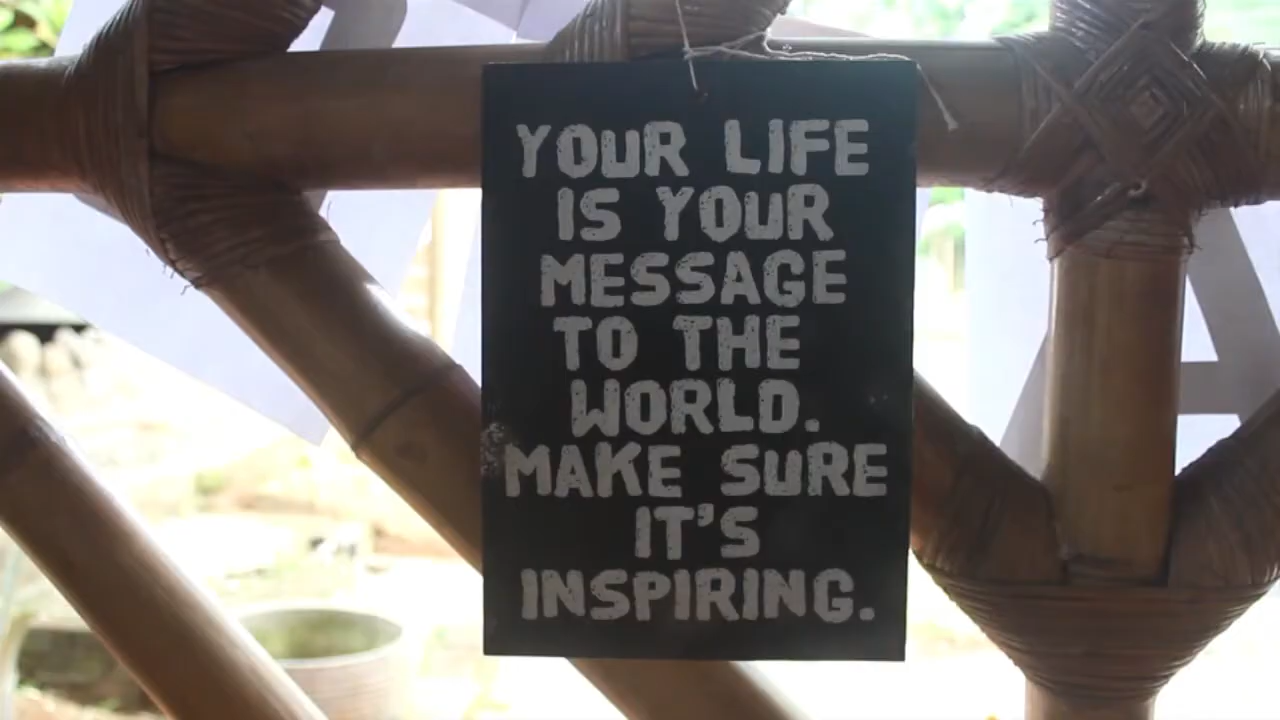 YOUR LIFE
IS YOUR
MESSAGE
TO THE
WORLD.
MAKE SURE
IT'S
INSPIRING.